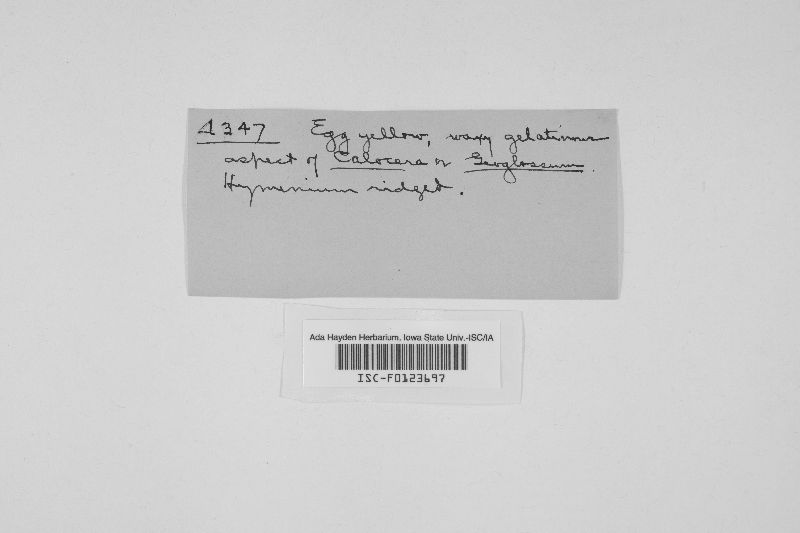 1347 Egg yellow, waxy gelatinous
aspect of Calocera or Geoglossum.
Hymenium ridged.
Ada Hayden Herbarium, Iowa State Univ.-ISC/IA
ISC-F0123697